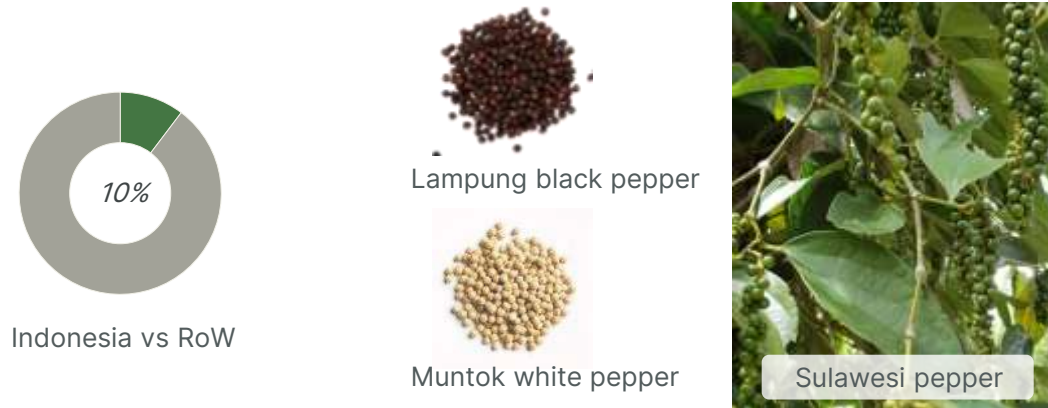 10%
Indonesia vs RoW
Lampung black pepper
Muntok white pepper
Sulawesi pepper